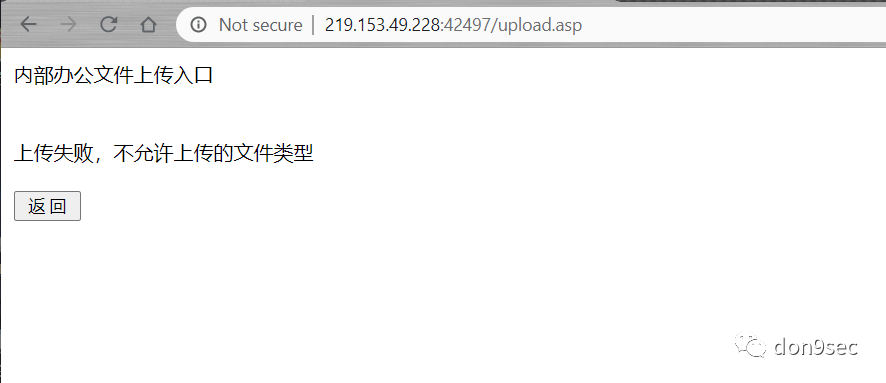 Not secure | 219.153.49.228:42497/upload.asp
内部办公文件上传入口
上传失败，不允许上传的文件类型
返 回
don9sec